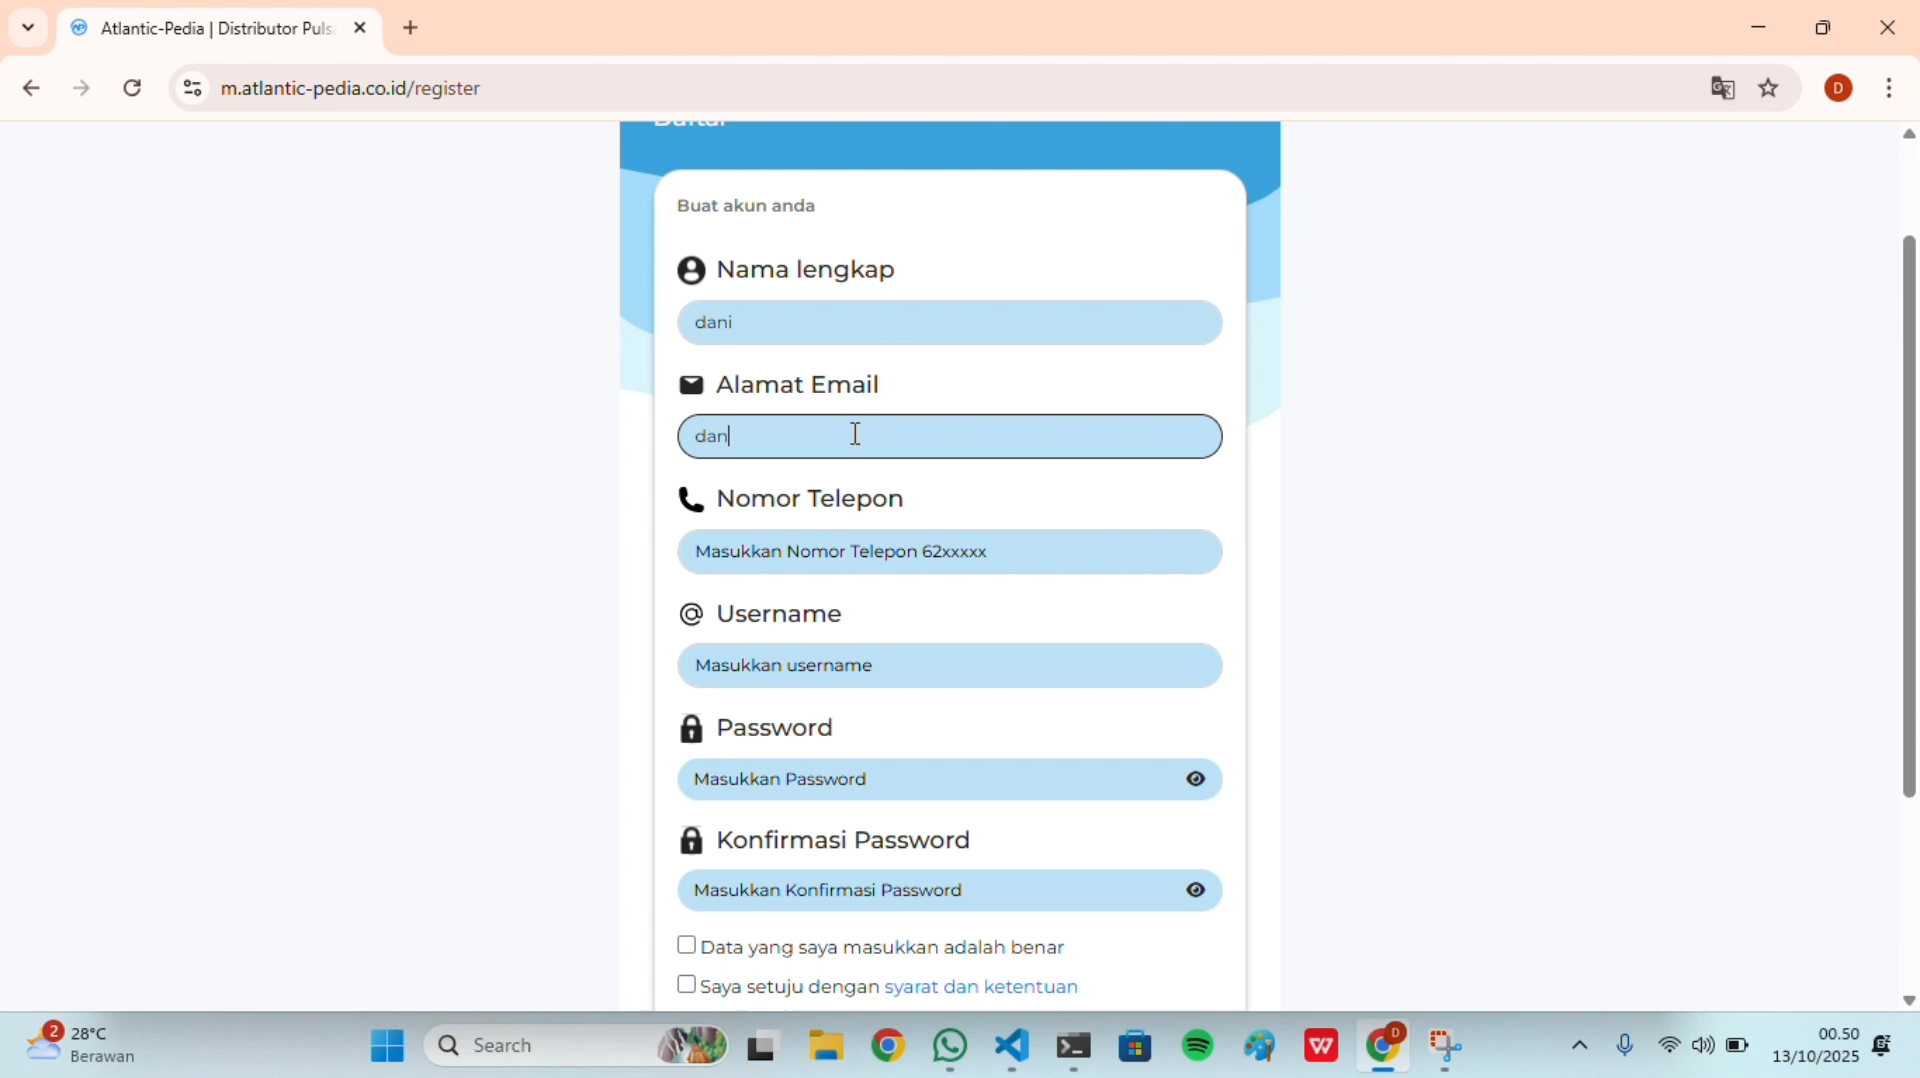 Atlantic-Pedia | Distributor Puls
m.atlantic-pedia.co.id/register
D
Daftar
Buat akun anda
Nama lengkap
dani
Alamat Email
dan
Nomor Telepon
Masukkan Nomor Telepon 62xxxxx
Username
Masukkan username
Password
Masukkan Password
Konfirmasi Password
Masukkan Konfirmasi Password
Data yang saya masukkan adalah benar
Saya setuju dengan syarat dan ketentuan
2
28°C
Berawan
Search
W
D
00.50
13/10/2025